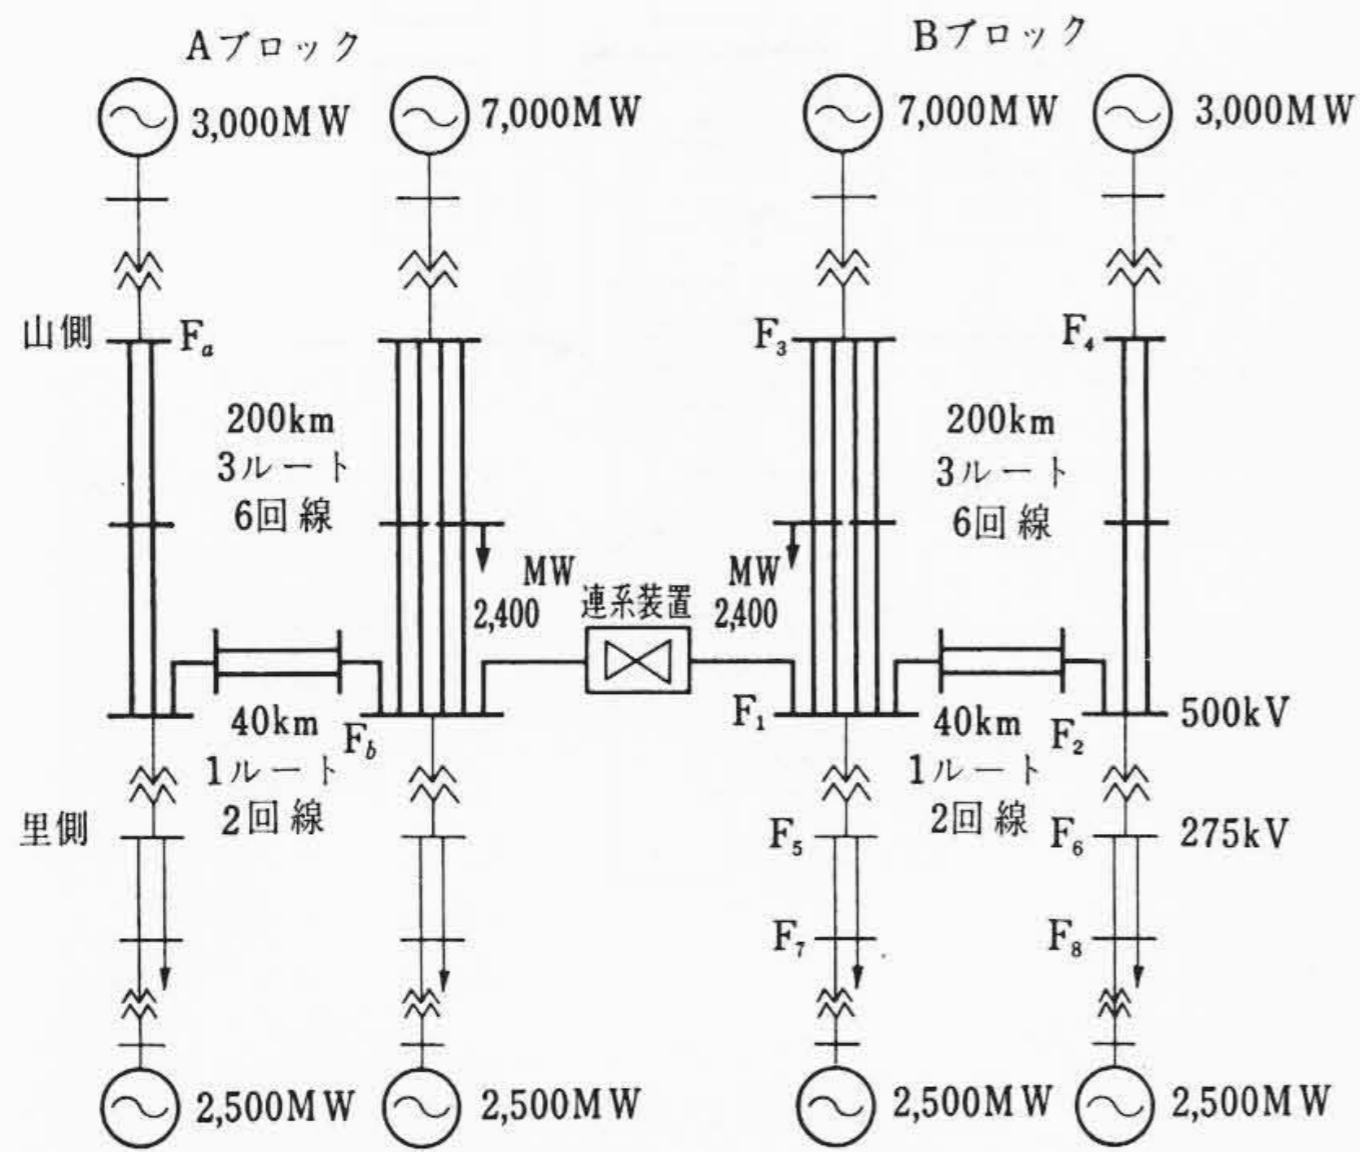 Aブロック
Bブロック
3,000MW
7,000MW
7,000MW
3,000MW
山側
Fa
F3
F4
200km
3ルート
6回線
200km
3ルート
6回線
MW
2,400
連系装置
MW
2,400
40km
1ルート
2回線
Fb
F1
40km
1ルート
2回線
F2
500kV
里側
F5
F6
275kV
F7
F8
2,500MW
2,500MW
2,500MW
2,500MW